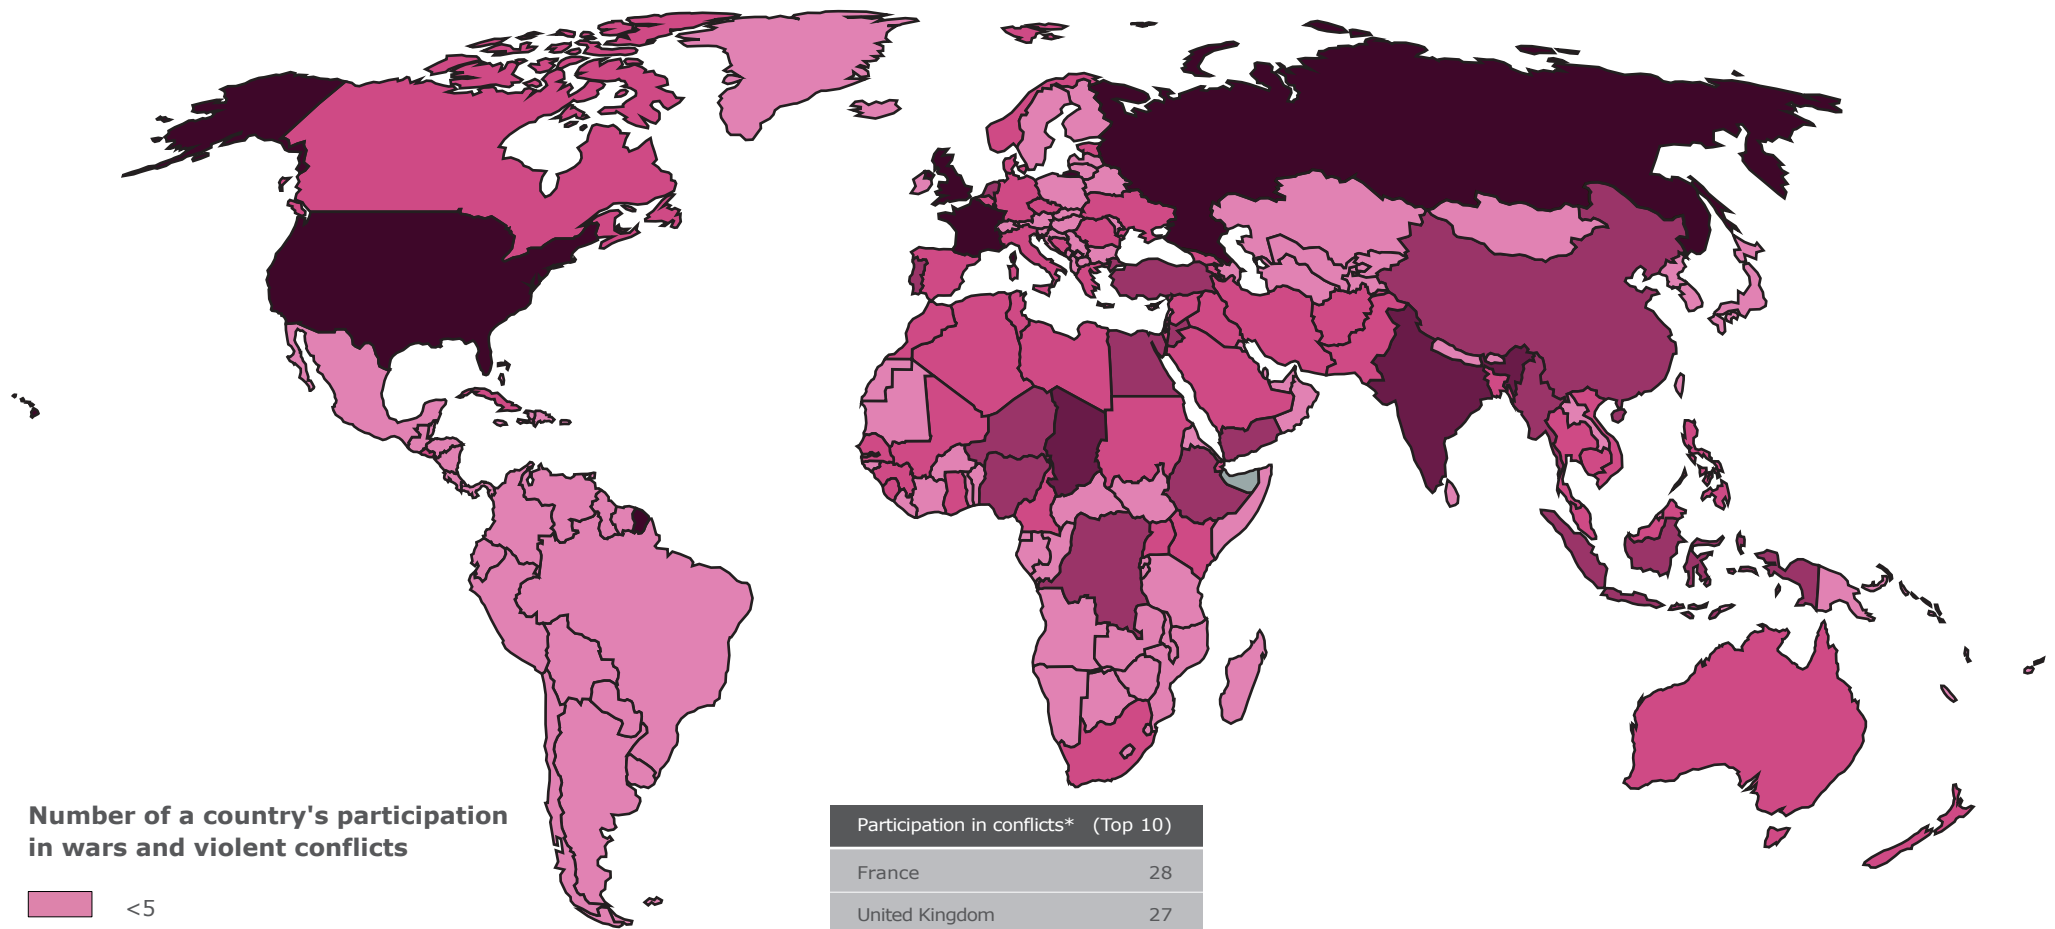 Number of a country's participation
in wars and violent conflicts
<5
Participation in conflicts* (Top 10)
France 28
United Kingdom 27